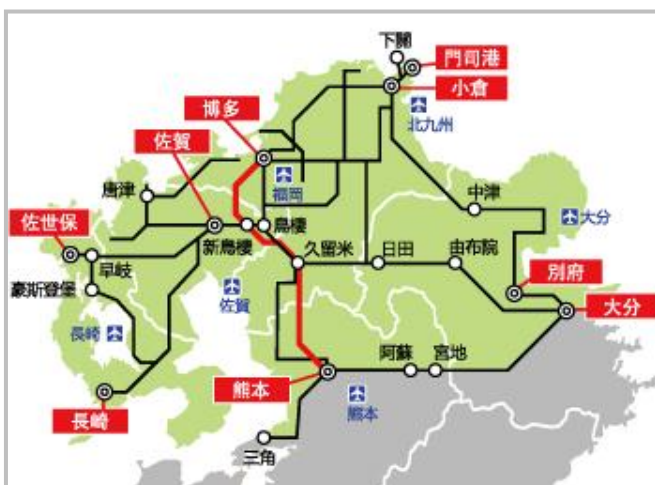 下關
門司港
小倉
北九州
博多
福岡
佐賀
唐津
中津
大分
佐世保
早岐
新鳥棲
鳥棲
久留米
日田
由布院
別府
大分
豪斯登堡
佐賀
長崎
長崎
熊本
阿蘇
宮地
熊本
三角